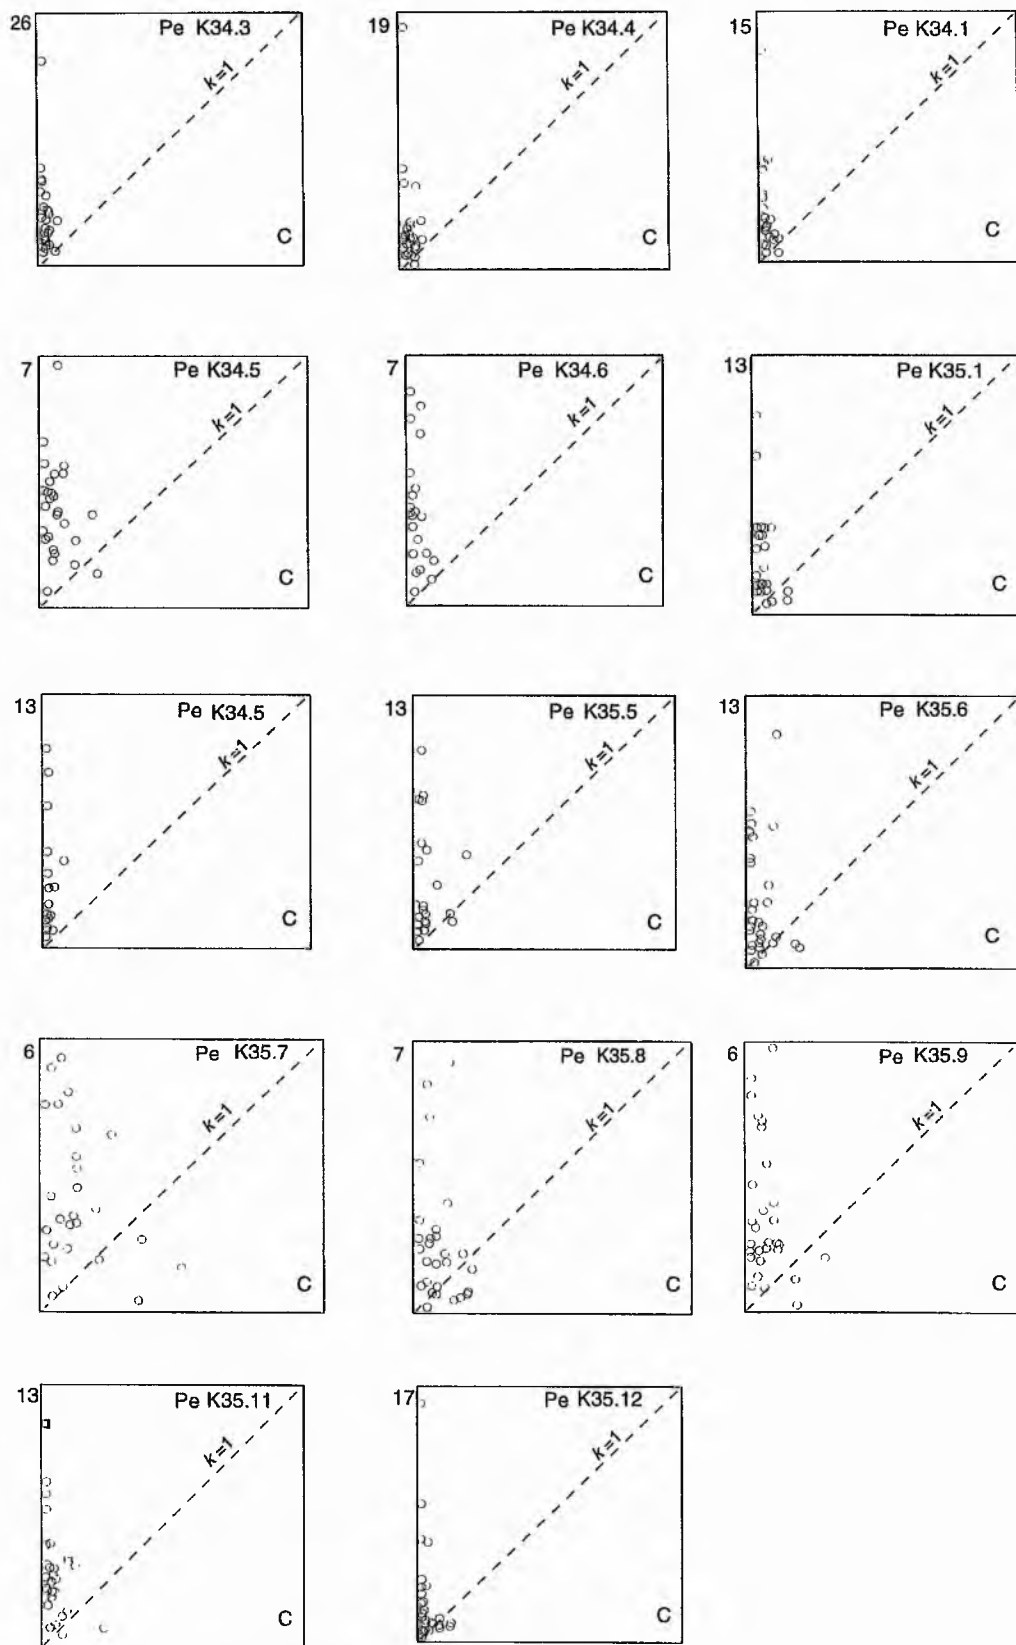 26 Pe K34.3
k=1
C
19 Pe K34.4
k=1
C
15 Pe K34.1
k=1
C
7 Pe K34.5
k=1
C
7 Pe K34.6
k=1
C
13 Pe K35.1
k=1
C
13 Pe K34.5
k=1
C
13 Pe K35.5
k=1
C
13 Pe K35.6
k=1
C
6 Pe K35.7
k=1
C
7 Pe K35.8
k=1
C
6 Pe K35.9
k=1
C
13 Pe K35.11
k=1
C
17 Pe K35.12
k=1
C